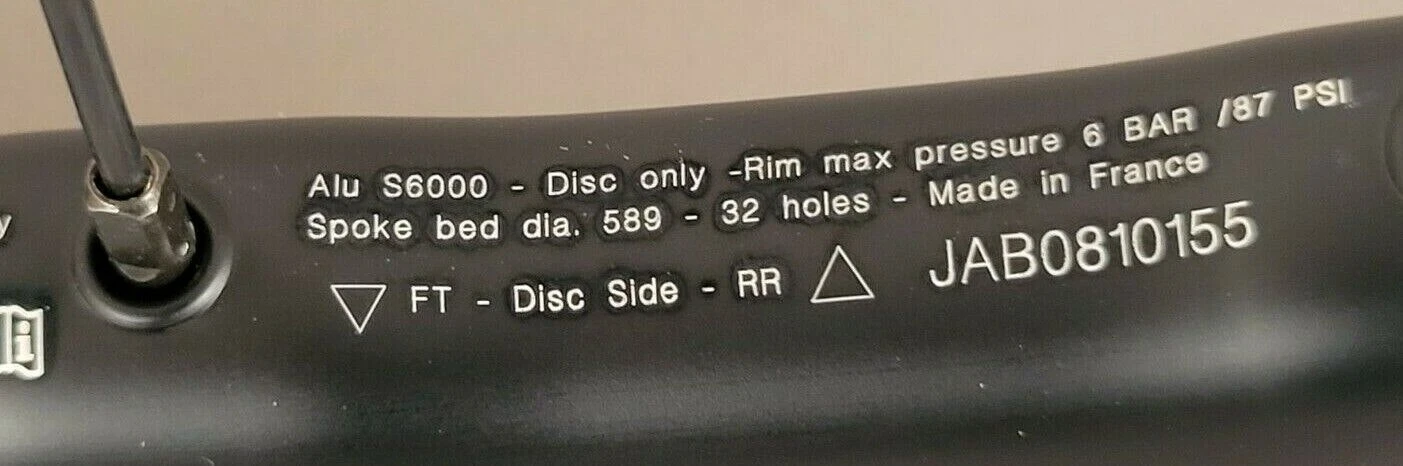 Alu S6000 - Disc only -Rim max pressure 6 BAR /87 PSI
Spoke bed dia. 589 - 32 holes - Made in France
▽ FT - Disc Side - RR △ JAB0810155
y
i